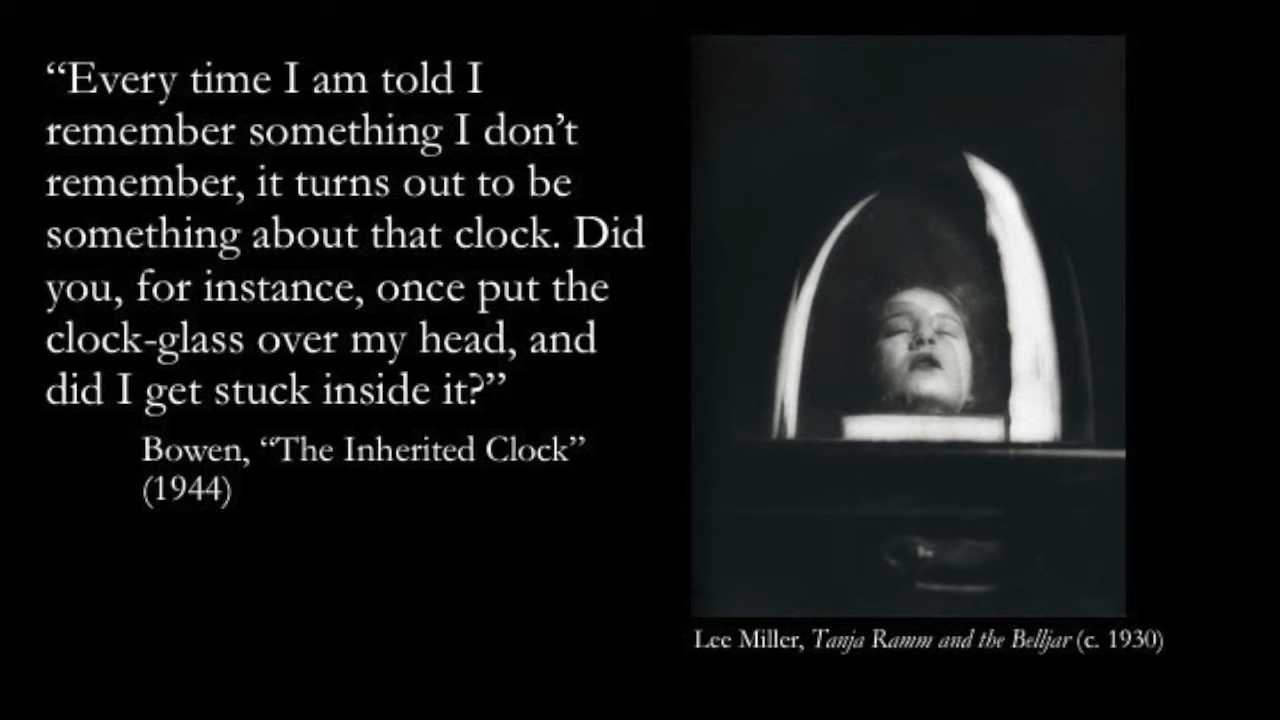 “Every time I am told I
remember something I don’t
remember, it turns out to be
something about that clock. Did
you, for instance, once put the
clock-glass over my head, and
did I get stuck inside it?”
Bowen, “The Inherited Clock”
(1944)
Lee Miller, Tanja Ramm and the Belljar (c. 1930)